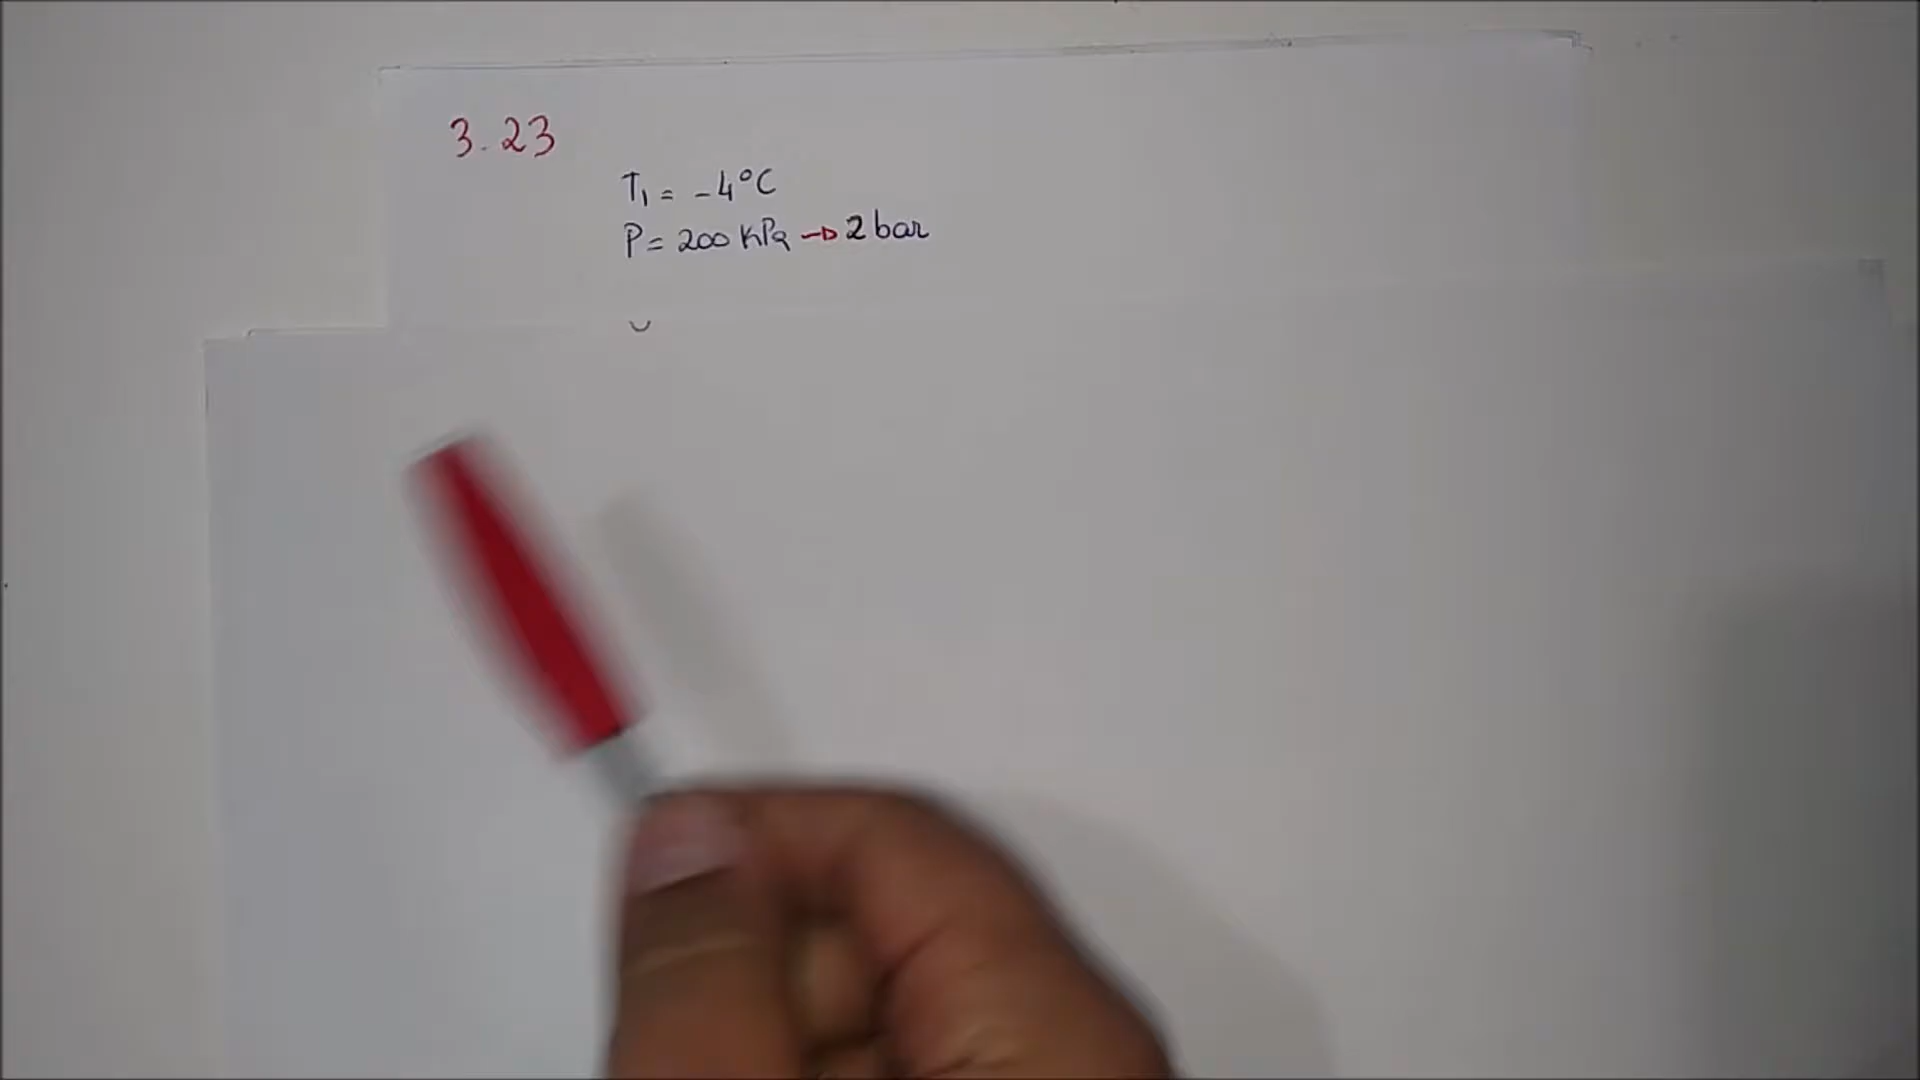 3.23
T₁ = -4°C
P = 200 KPa → 2 bar